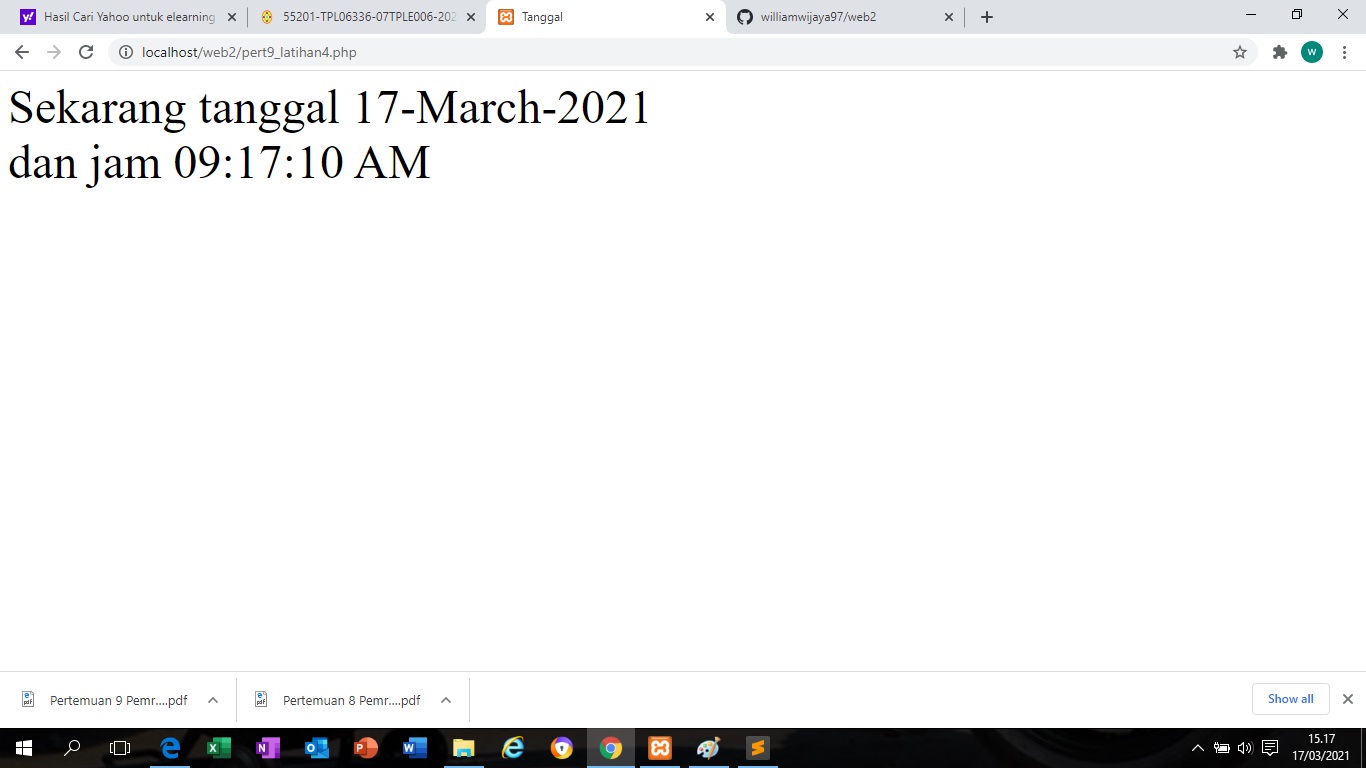 Hasil Cari Yahoo untuk elearning
55201-TPL06336-07TPLE006-202
Tanggal
williamwijaya97/web2
localhost/web2/pert9_latihan4.php
W
Sekarang tanggal 17-March-2021
dan jam 09:17:10 AM
Pertemuan 9 Pemr....pdf
Pertemuan 8 Pemr....pdf
Show all
15.17
17/03/2021